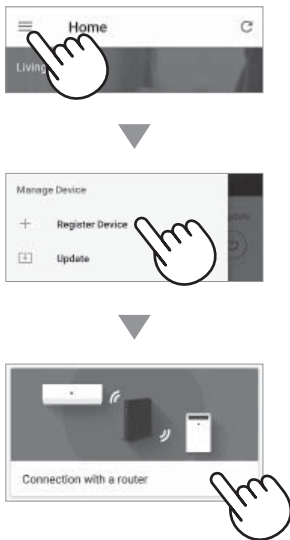 Home
Living
Manage Device
Register Device
Update
Connection with a router